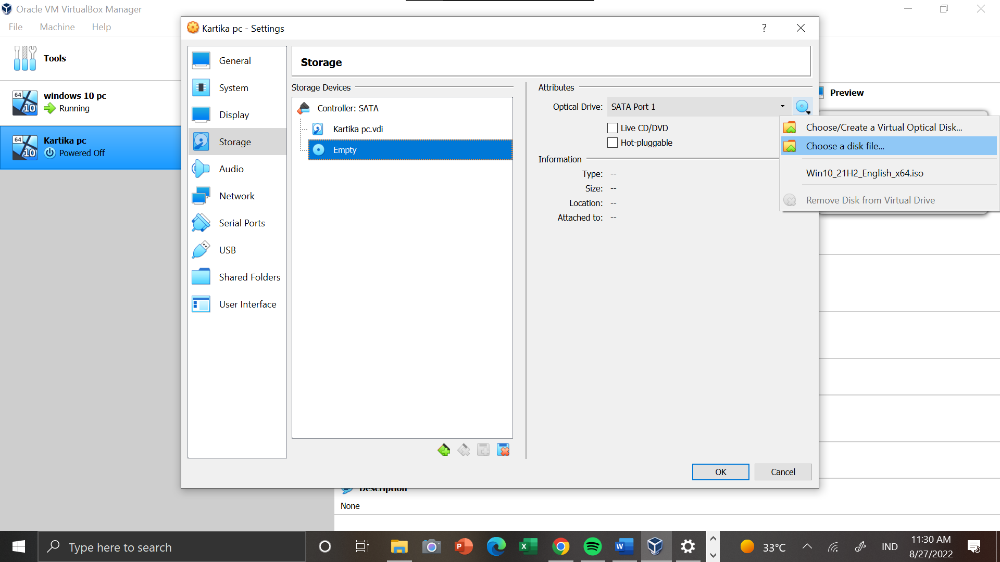 Oracle VM VirtualBox Manager
File Machine Help
Tools
64
10
windows 10 pc
Running
64
10
Kartika pc
Powered Off
Kartika pc - Settings
?
General
System
Display
Storage
Audio
Network
Serial Ports
USB
Shared Folders
User Interface
Storage
Storage Devices
Controller: SATA
Kartika pc.vdi
Empty
Attributes
Optical Drive: SATA Port 1
Live CD/DVD
Hot-pluggable
Information
Type: --
Size: --
Location: --
Attached to: --
OK Cancel
Preview
Choose/Create a Virtual Optical Disk...
Choose a disk file...
Win10_21H2_English_x64.iso
Remove Disk from Virtual Drive
Description
None
Type here to search
P
X
W
33°C
IND
11:30 AM
8/27/2022